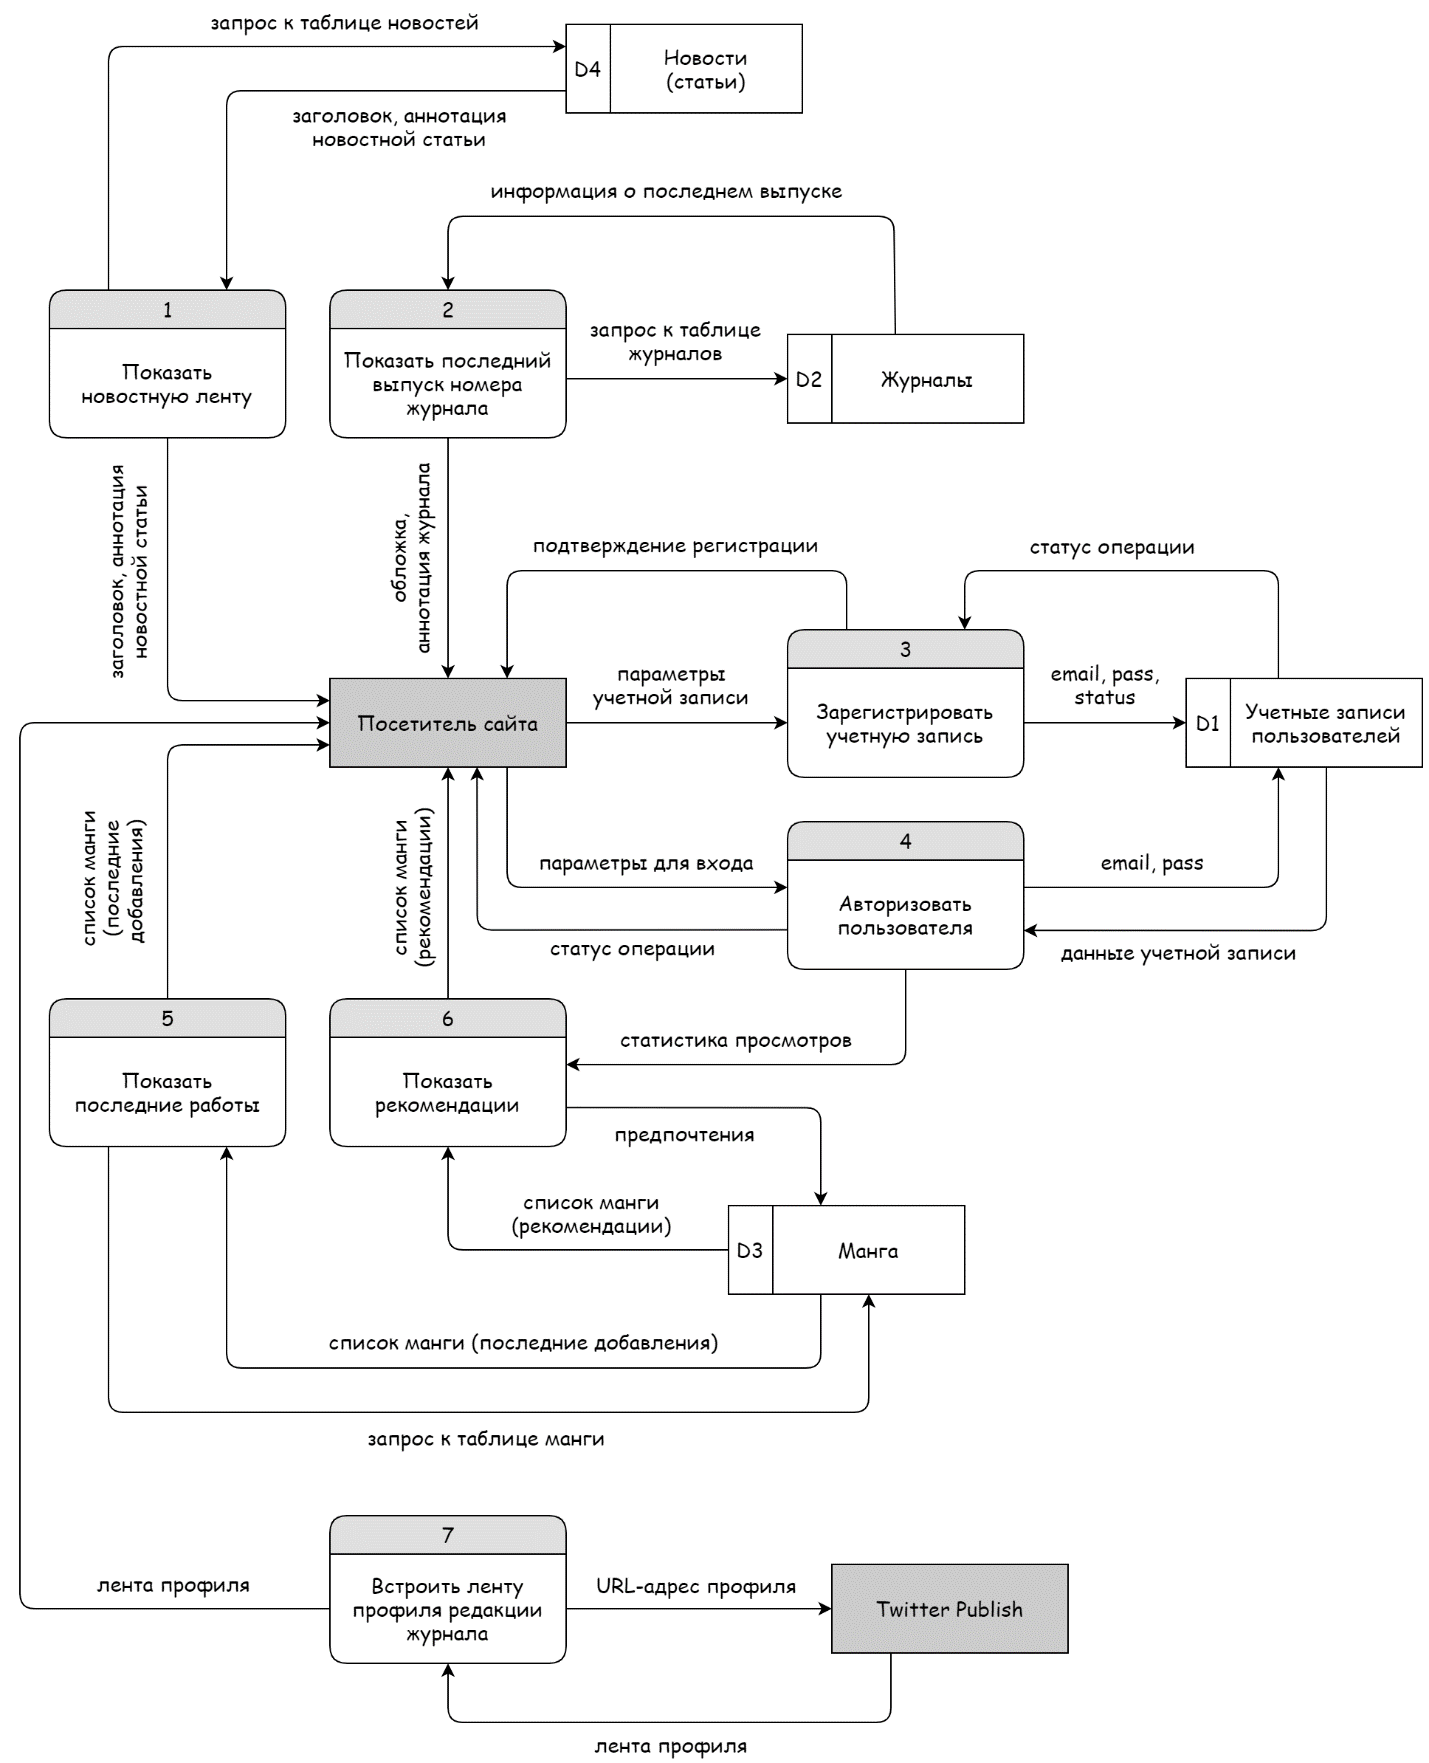 запрос к таблице новостей
D4
Новости
(статьи)
заголовок, аннотация
новостной статьи
информация о последнем выпуске
1
Показать
новостную ленту
2
Показать последний
выпуск номера
журнала
запрос к таблице
журналов
D2
Журналы
заголовок, аннотация
новостной статьи
обложка,
аннотация журнала
подтверждение регистрации
статус операции
Посетитель сайта
параметры
учетной записи
3
Зарегистрировать
учетную запись
email, pass,
status
D1
Учетные записи
пользователей
список манги
(последние
добавления)
список манги
(рекомендации)
параметры для входа
статус операции
4
Авторизовать
пользователя
email, pass
данные учетной записи
5
Показать
последние работы
6
Показать
рекомендации
статистика просмотров
предпочтения
список манги
(рекомендации)
D3
Манга
список манги (последние добавления)
запрос к таблице манги
лента профиля
7
Встроить ленту
профиля редакции
журнала
URL-адрес профиля
Twitter Publish
лента профиля